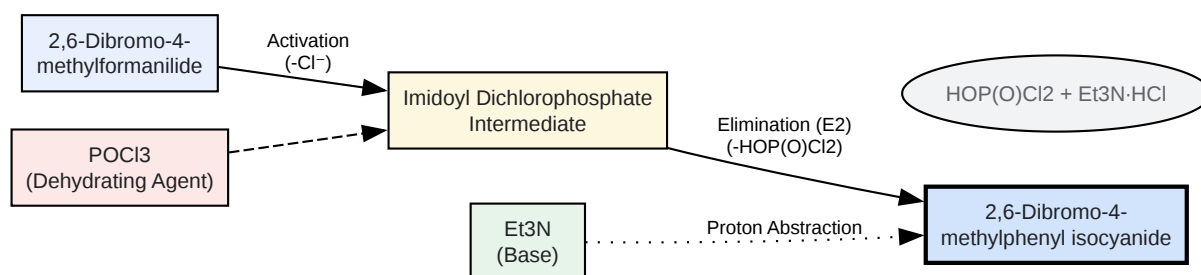 2,6-Dibromo-4-
methylformanilide
Activation
(-Cl⁻)
POCl3
(Dehydrating Agent)
Imidoyl Dichlorophosphate
Intermediate
HOP(O)Cl2 + Et3N·HCl
Elimination (E2)
(-HOP(O)Cl2)
Et3N
(Base)
Proton Abstraction
2,6-Dibromo-4-
methylphenyl isocyanide